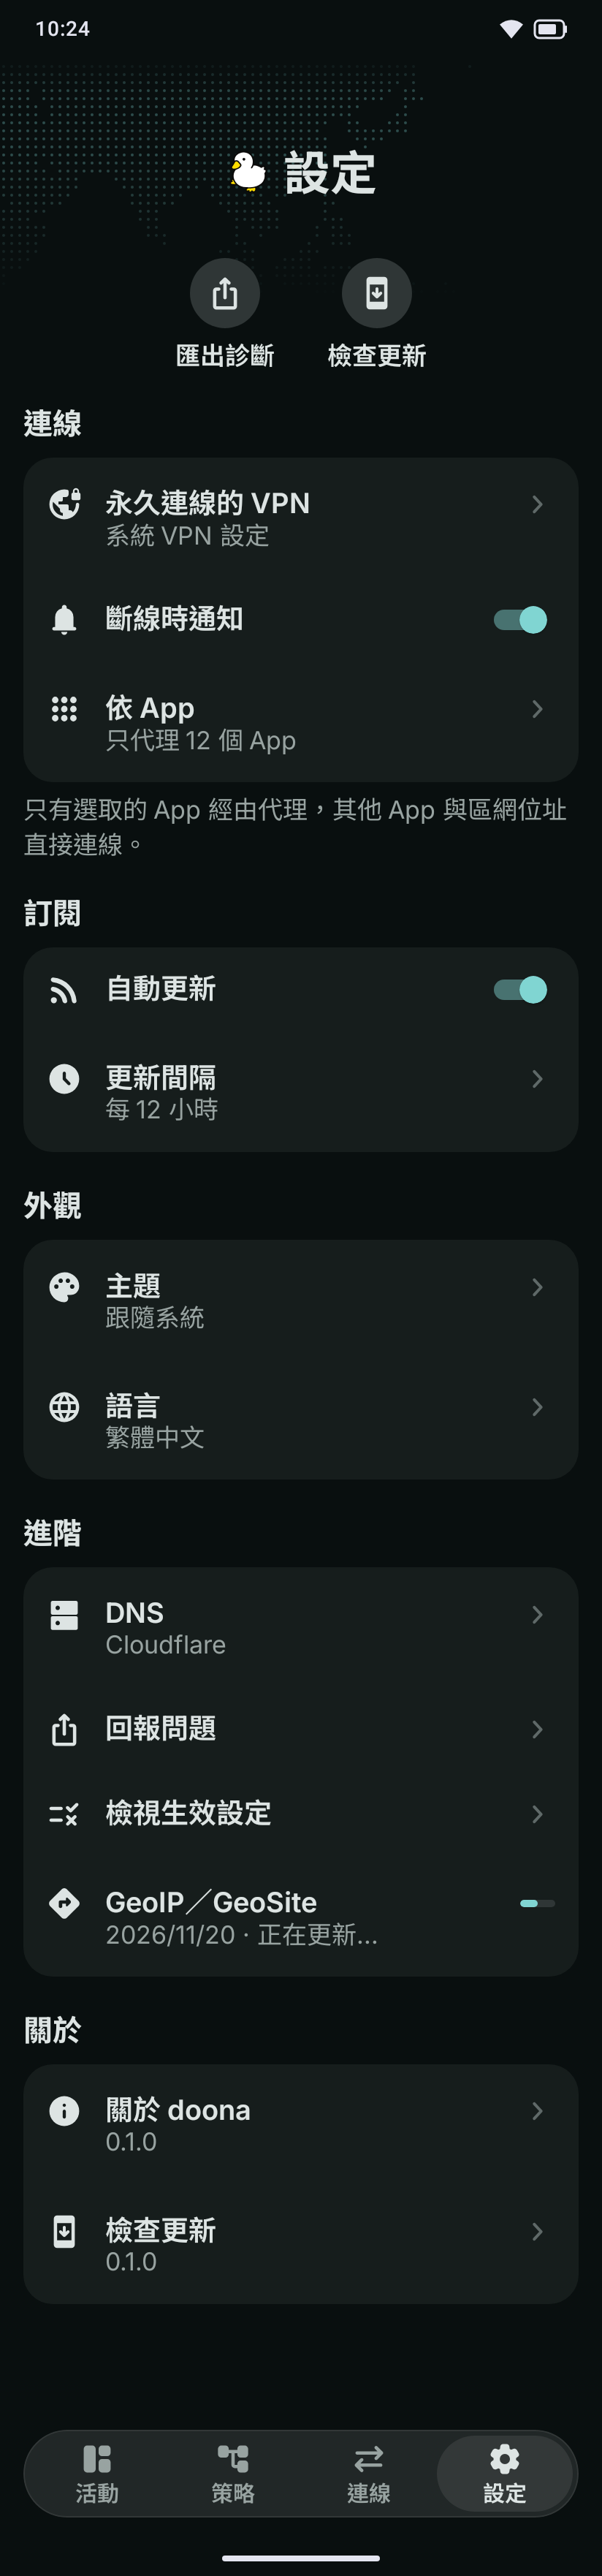 10:24
設定
匯出診斷
檢查更新
連線
永久連線的 VPN
系統 VPN 設定
斷線時通知
依 App
只代理 12 個 App
只有選取的 App 經由代理，其他 App 與區網位址
直接連線。
訂閱
自動更新
更新間隔
每 12 小時
外觀
主題
跟隨系統
語言
繁體中文
進階
DNS
Cloudflare
回報問題
檢視生效設定
GeoIP／GeoSite
2026/11/20 · 正在更新…
關於
關於 doona
0.1.0
檢查更新
0.1.0
活動
策略
連線
設定